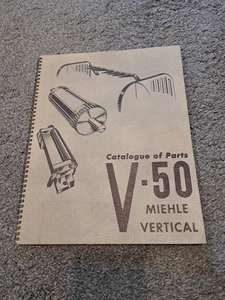 Catalogue of Parts
V-50
MIEHLE
VERTICAL